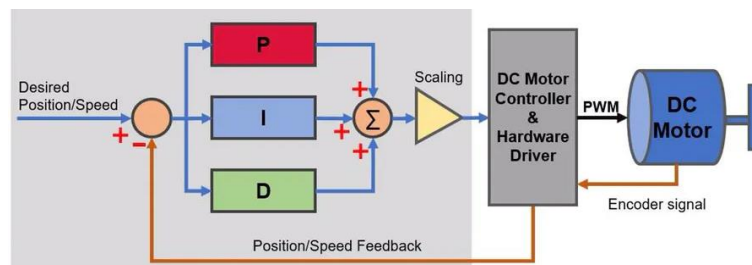 Desired
Position/Speed
+
-
P
I
D
+
+
+
Σ
Scaling
DC Motor
Controller
&
Hardware
Driver
PWM
DC
Motor
Encoder signal
Position/Speed Feedback